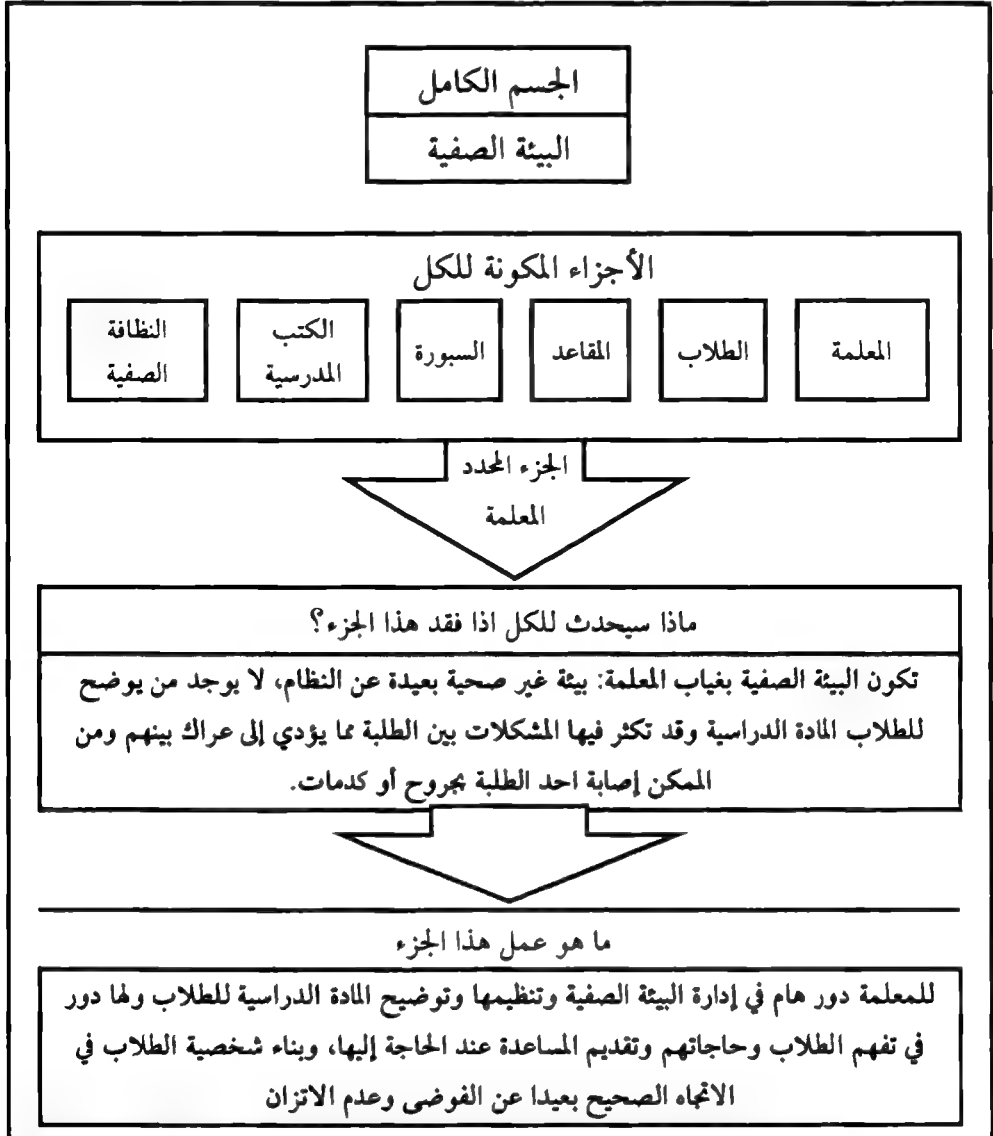 الجسم الكامل
البيئة الصفية
الأجزاء المكونة للكل
المعلمة
الطلاب
المقاعد
السبورة
الكتب
المدرسية
النظافة
الصفية
الجزء المحدد
المعلمة
ماذا سيحدث للكل اذا فقد هذا الجزء؟
تكون البيئة الصفية بغياب المعلمة: بيئة غير صحية بعيدة عن النظام، لا يوجد من يوضح
للطلاب المادة الدراسية وقد تكثر فيها المشكلات بين الطلبة مما يؤدي إلى عراك بينهم ومن
الممكن إصابة احد الطلبة بجروح أو كدمات.
ما هو عمل هذا الجزء
للمعلمة دور هام في إدارة البيئة الصفية وتنظيمها وتوضيح المادة الدراسية للطلاب ولها دور
في تفهم الطلاب وحاجاتهم وتقديم المساعدة عند الحاجة إليها، وبناء شخصية الطلاب في
الاتجاه الصحيح بعيدا عن الفوضى وعدم الاتزان